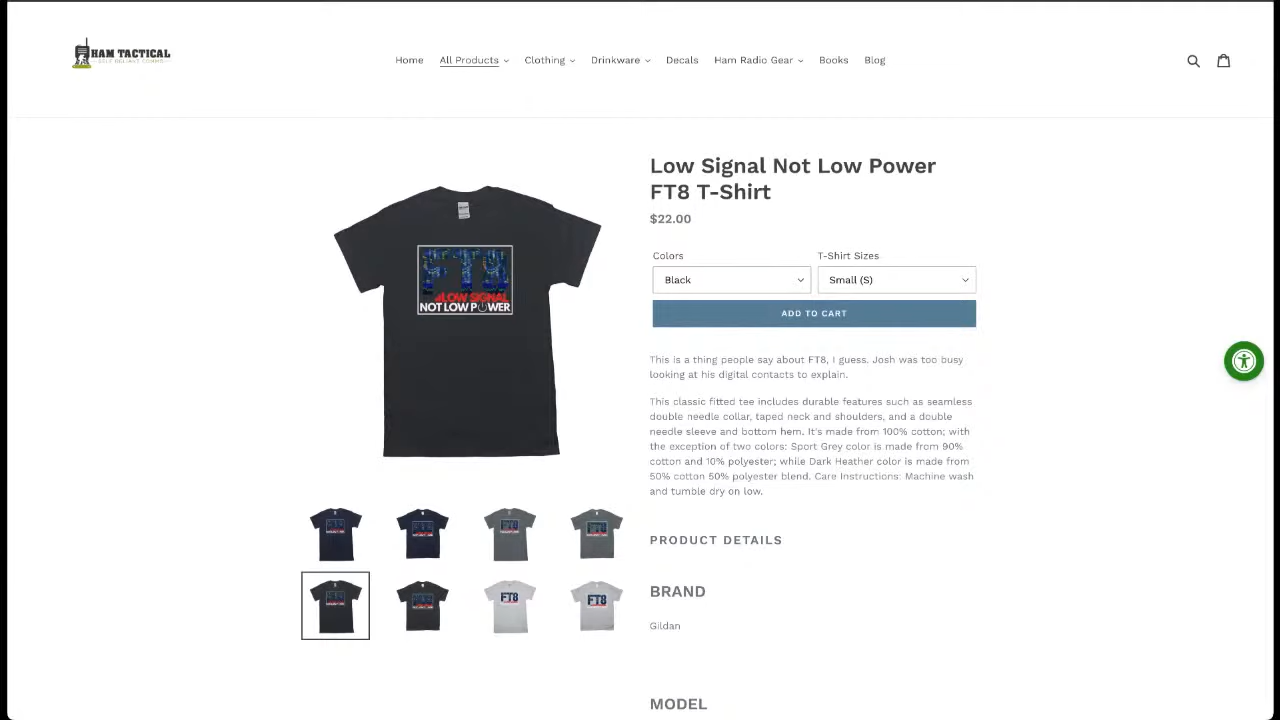 HAM TACTICAL
SELF RELIANT COMMS
Home All Products Clothing Drinkware Decals Ham Radio Gear Books Blog
Low Signal Not Low Power
FT8 T-Shirt
$22.00
FT8
LOW SIGNAL
NOT LOW POWER
Colors T-Shirt Sizes
Black Small (S)
ADD TO CART
This is a thing people say about FT8, I guess. Josh was too busy
looking at his digital contacts to explain.
This classic fitted tee includes durable features such as seamless
double needle collar, taped neck and shoulders, and a double
needle sleeve and bottom hem. It's made from 100% cotton; with
the exception of two colors: Sport Grey color is made from 90%
cotton and 10% polyester; while Dark Heather color is made from
50% cotton 50% polyester blend. Care Instructions: Machine wash
and tumble dry on low.
PRODUCT DETAILS
FT8 FT8
BRAND
Gildan
MODEL